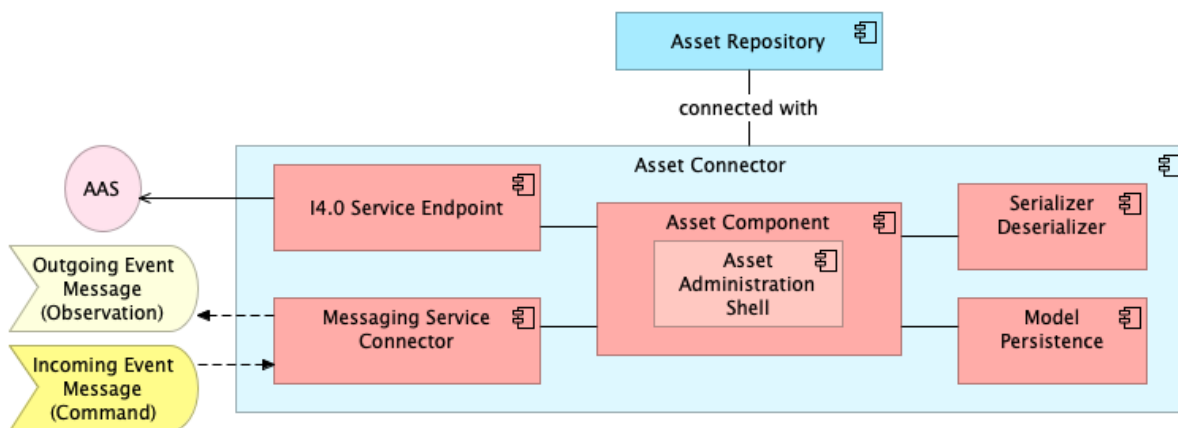 Asset Repository
connected with
Asset Connector
AAS
I4.0 Service Endpoint
Asset Component
Asset
Administration
Shell
Serializer
Deserializer
Outgoing Event
Message
(Observation)
Messaging Service
Connector
Model
Persistence
Incoming Event
Message
(Command)